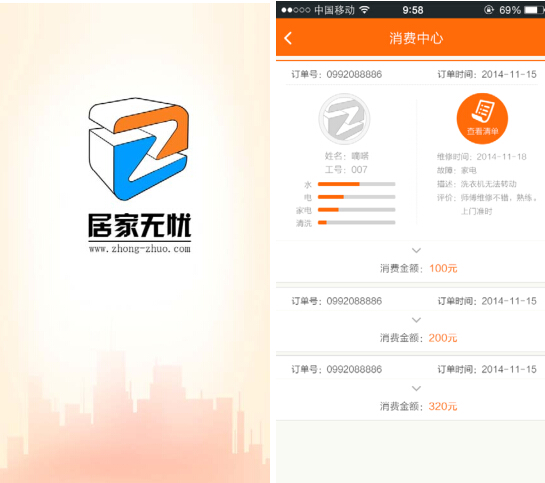 居家无忧
www.zhong-zhuo.com
中国移动 9:58 69%
消费中心
订单号：0992088886 订单时间：2014-11-15
查看清单
姓名：嘀嗒
工号：007
水
电
家电
清洗
维修时间：2014-11-18
故障：家电
描述：洗衣机无法转动
评价：师傅维修不错，熟练，
上门准时
消费金额：100元
订单号：0992088886 订单时间：2014-11-15
消费金额：200元
订单号：0992088886 订单时间：2014-11-15
消费金额：320元